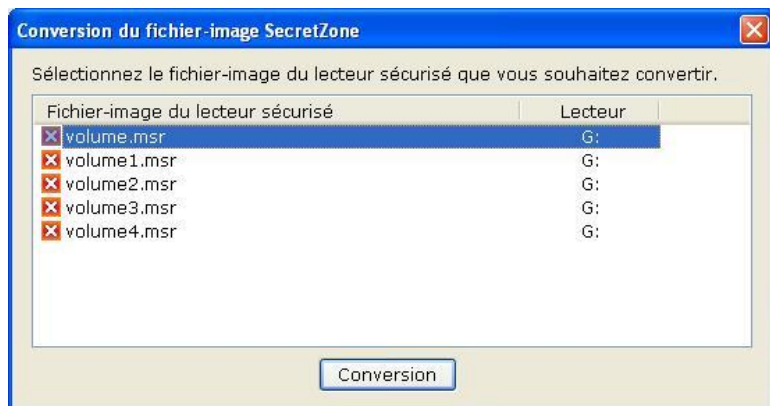 Conversion du fichier-image SecretZone
Sélectionnez le fichier-image du lecteur sécurisé que vous souhaitez convertir.
Fichier-image du lecteur sécurisé Lecteur
volume.msr G:
volume1.msr G:
volume2.msr G:
volume3.msr G:
volume4.msr G:
Conversion